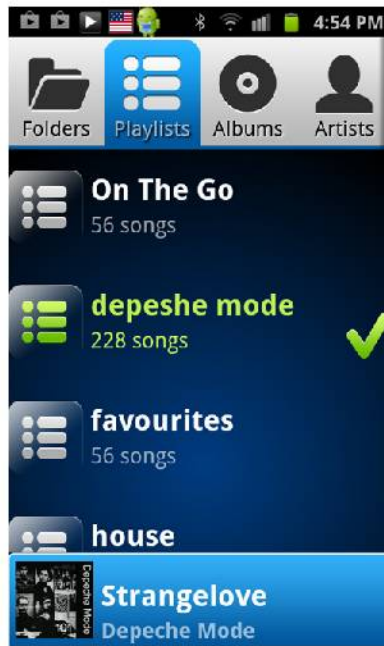 4:54 PM
Folders Playlists Albums Artists
On The Go
56 songs
depeshe mode
228 songs
favourites
56 songs
house
Depeche Mode
Strangelove
Depeche Mode